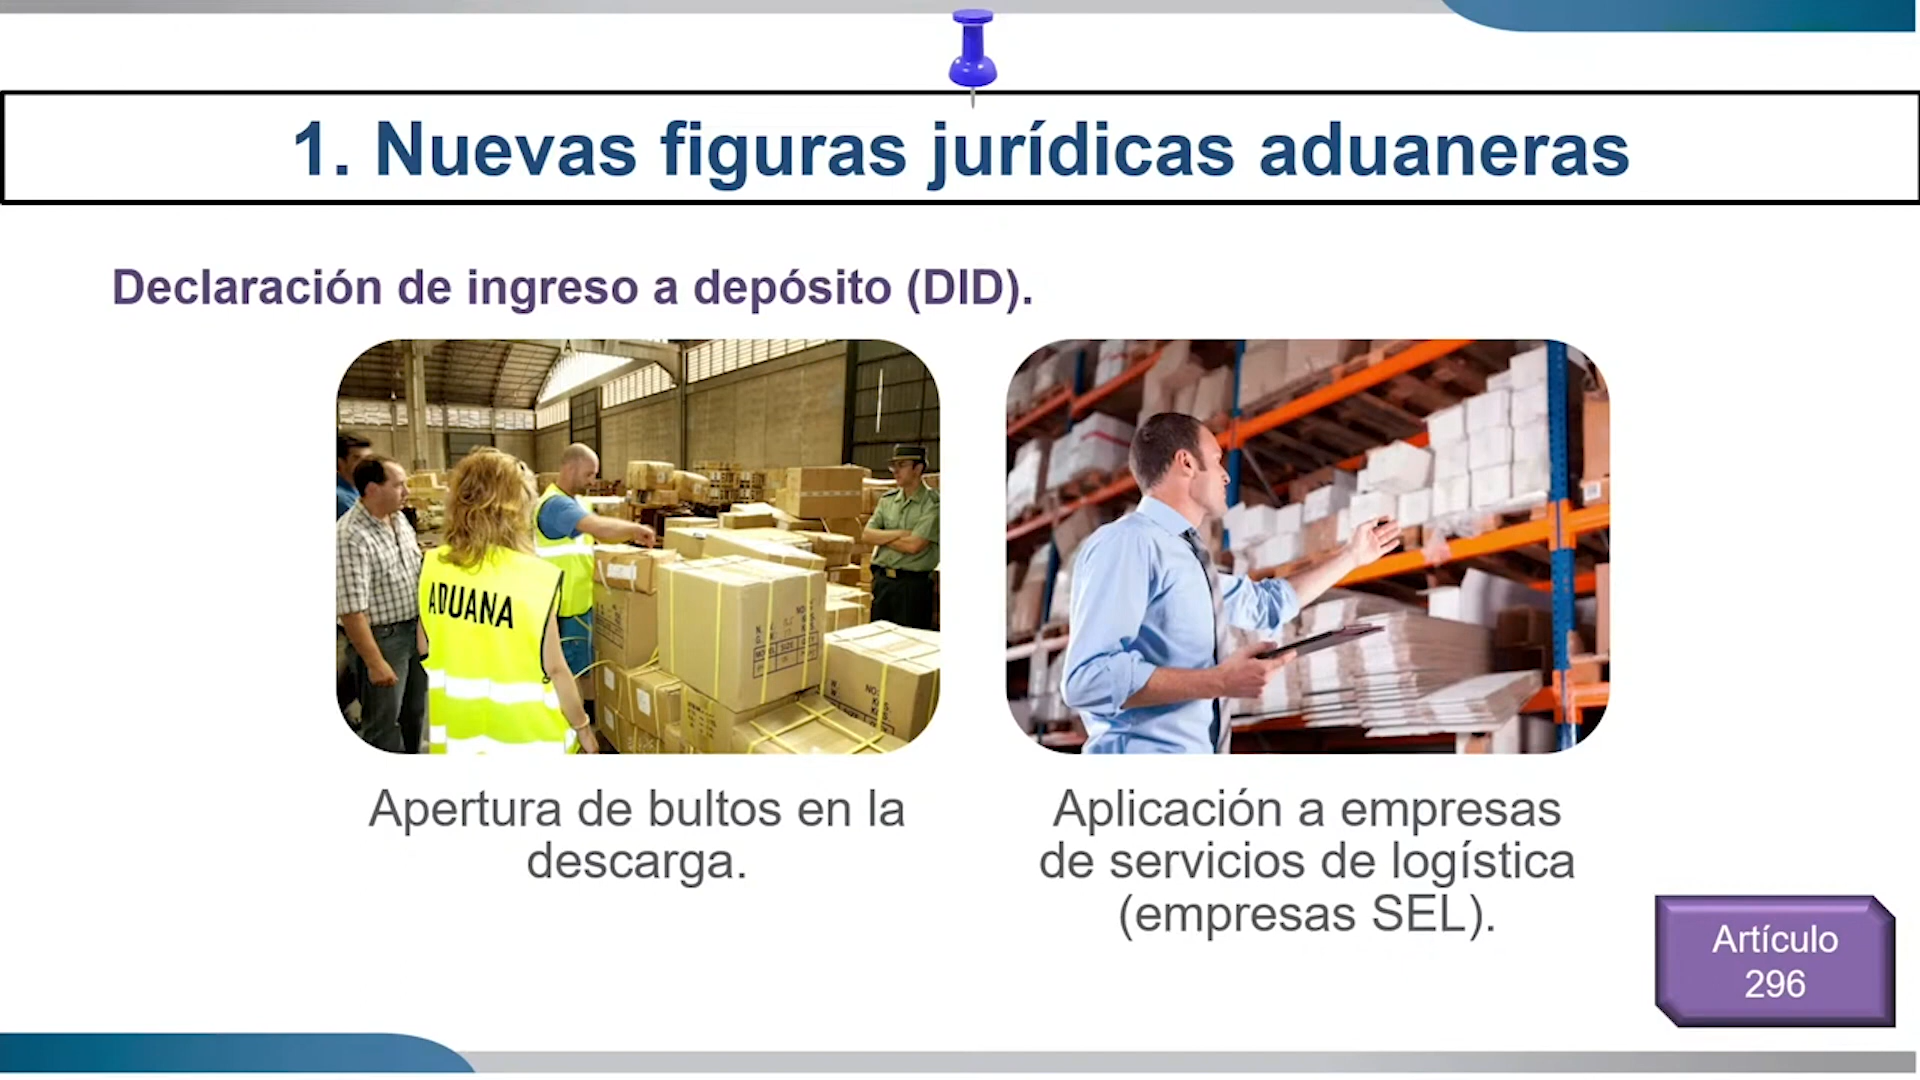 1. Nuevas figuras jurídicas aduaneras
Declaración de ingreso a depósito (DID).
ADUANA
Apertura de bultos en la
descarga.
Aplicación a empresas
de servicios de logística
(empresas SEL).
Artículo
296